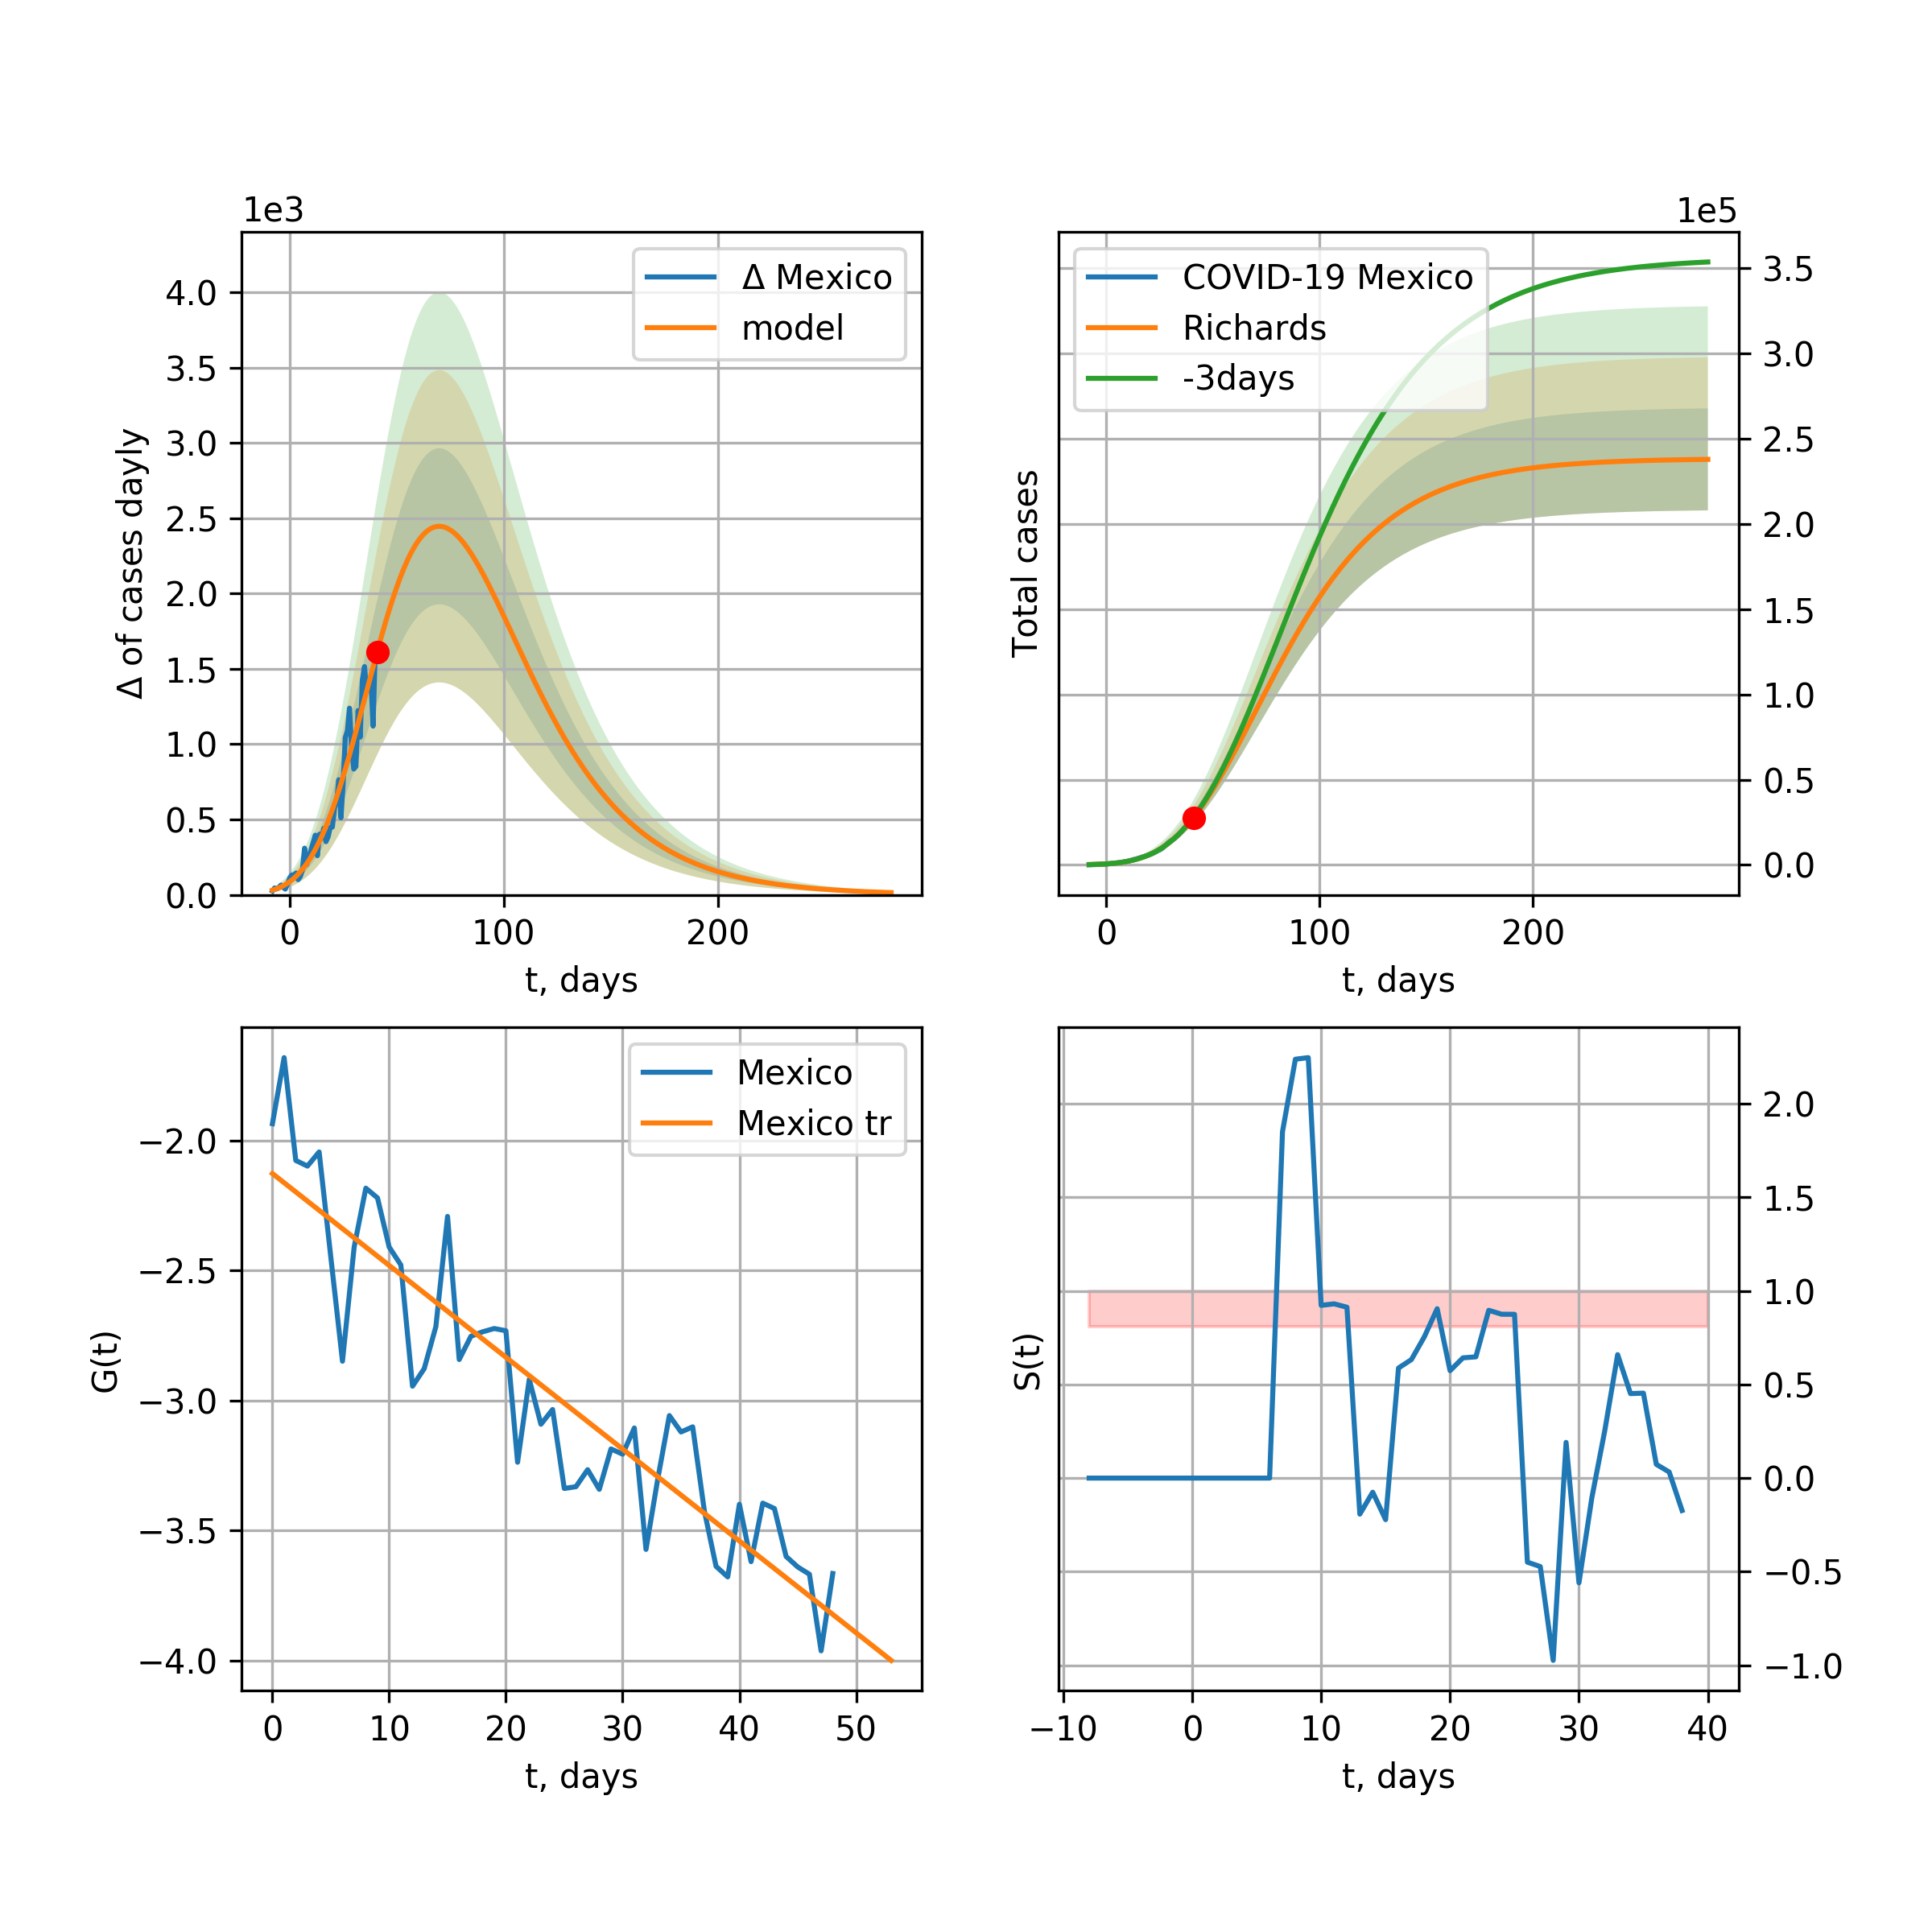 1e3
4.0
3.5
3.0
2.5
2.0
1.5
1.0
0.5
0.0
Δ of cases dayly
Δ Mexico
model
0 100 200
t, days
1e5
3.5
3.0
2.5
2.0
1.5
1.0
0.5
0.0
Total cases
COVID-19 Mexico
Richards
-3days
0 100 200
t, days
−2.0
−2.5
−3.0
−3.5
−4.0
G(t)
Mexico
Mexico tr
0 10 20 30 40 50
t, days
2.0
1.5
1.0
0.5
0.0
−0.5
−1.0
S(t)
−10 0 10 20 30 40
t, days